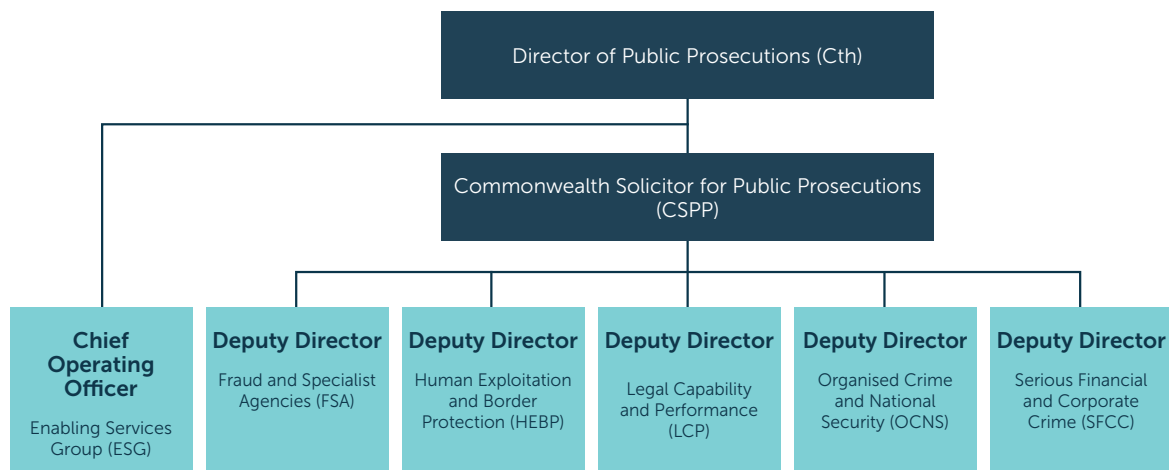 Director of Public Prosecutions (Cth)
Commonwealth Solicitor for Public Prosecutions
(CSPP)
Chief
Operating
Officer
Enabling Services
Group (ESG)
Deputy Director
Fraud and Specialist
Agencies (FSA)
Deputy Director
Human Exploitation
and Border
Protection (HEBP)
Deputy Director
Legal Capability
and Performance
(LCP)
Deputy Director
Organised Crime
and National
Security (OCNS)
Deputy Director
Serious Financial
and Corporate
Crime (SFCC)